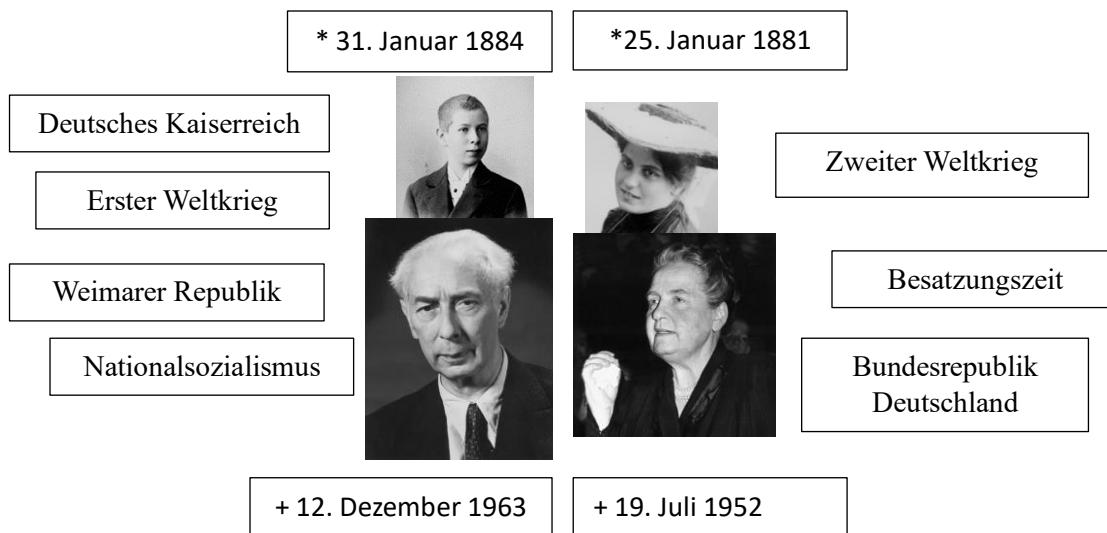 * 31. Januar 1884
*25. Januar 1881
Deutsches Kaiserreich
Erster Weltkrieg
Weimarer Republik
Nationalsozialismus
Zweiter Weltkrieg
Besatzungszeit
Bundesrepublik
Deutschland
+ 12. Dezember 1963
+ 19. Juli 1952